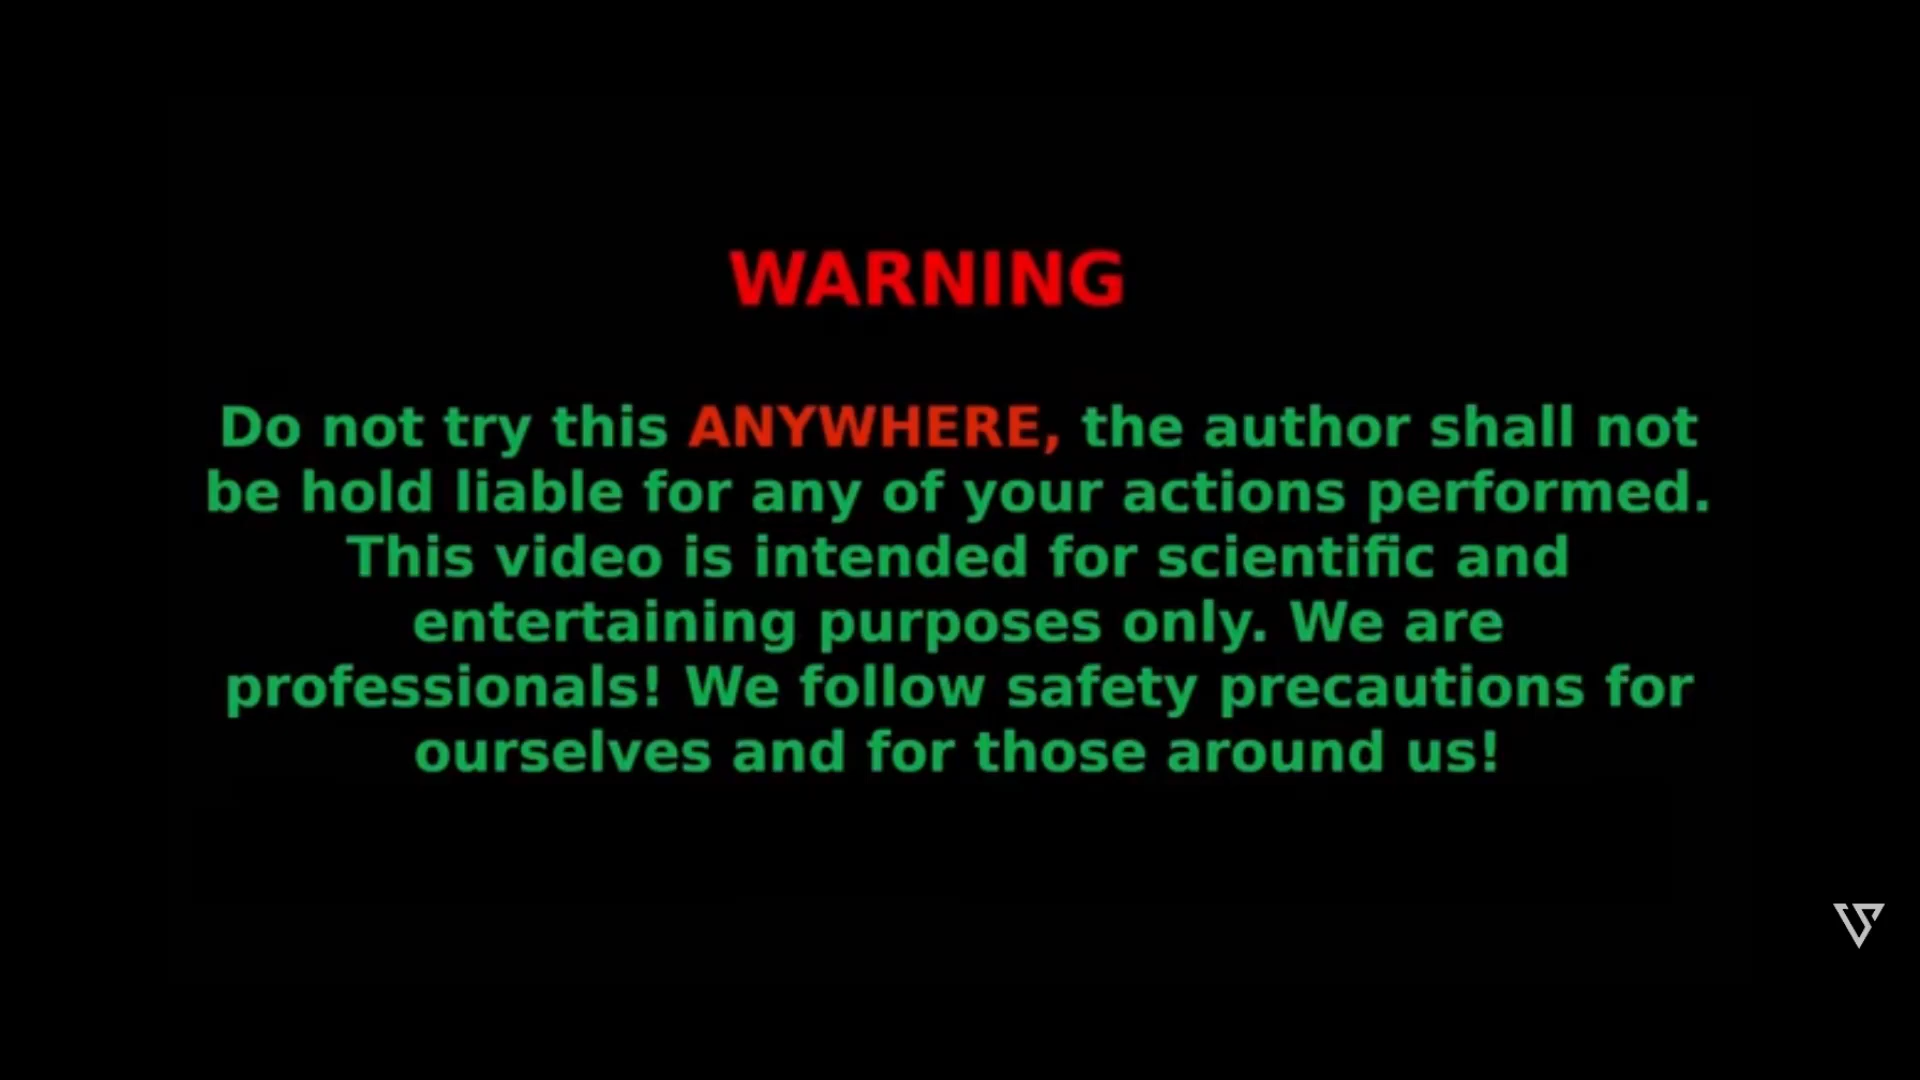 WARNING
Do not try this ANYWHERE, the author shall not
be hold liable for any of your actions performed.
This video is intended for scientific and
entertaining purposes only. We are
professionals! We follow safety precautions for
ourselves and for those around us!